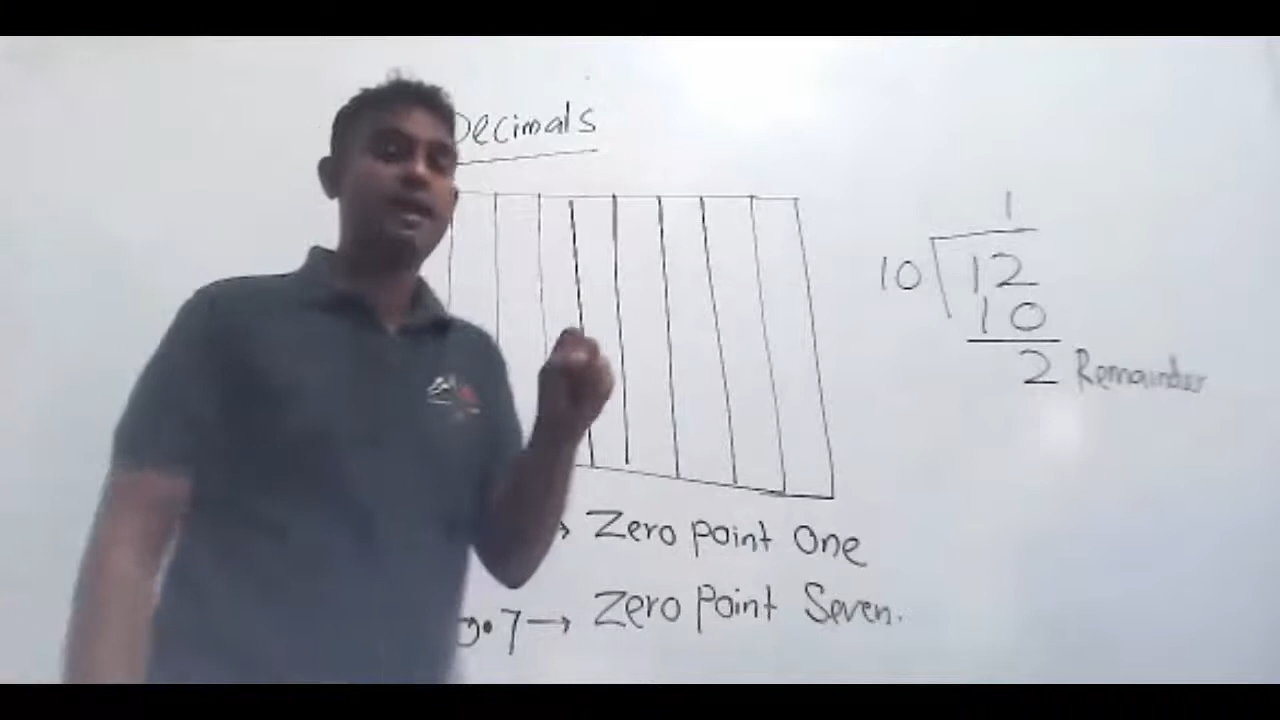 Decimals
1
10 12
10
2 Remainder
→ Zero point One
0.7 → Zero Point Seven.